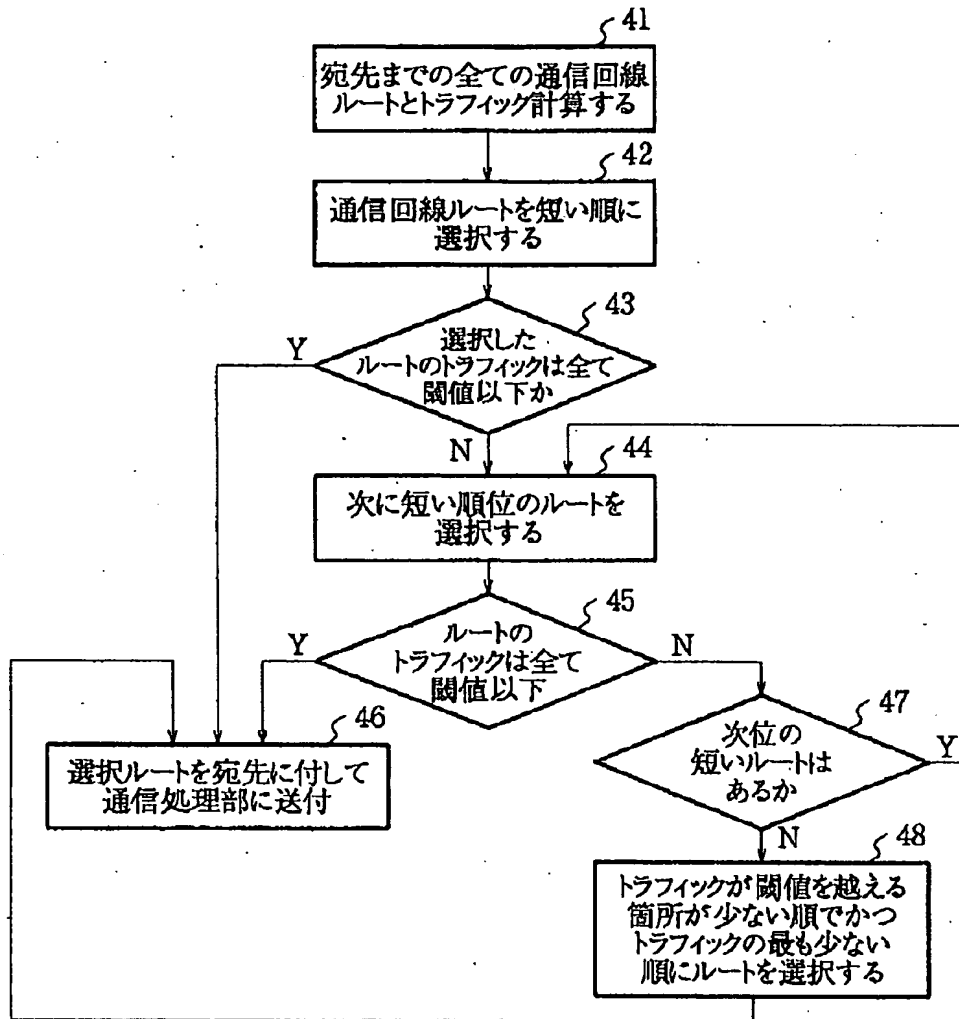 41
宛先までの全ての通信回線
ルートとトラフィック計算する
42
通信回線ルートを短い順に
選択する
43
選択した
ルートのトラフィックは全て
閾値以下か
Y
N
44
次に短い順位のルートを
選択する
45
ルートの
トラフィックは全て
閾値以下
Y
N
46
選択ルートを宛先に付して
通信処理部に送付
47
次位の
短いルートは
あるか
Y
N
48
トラフィックが閾値を越える
箇所が少ない順でかつ
トラフィックの最も少ない
順にルートを選択する